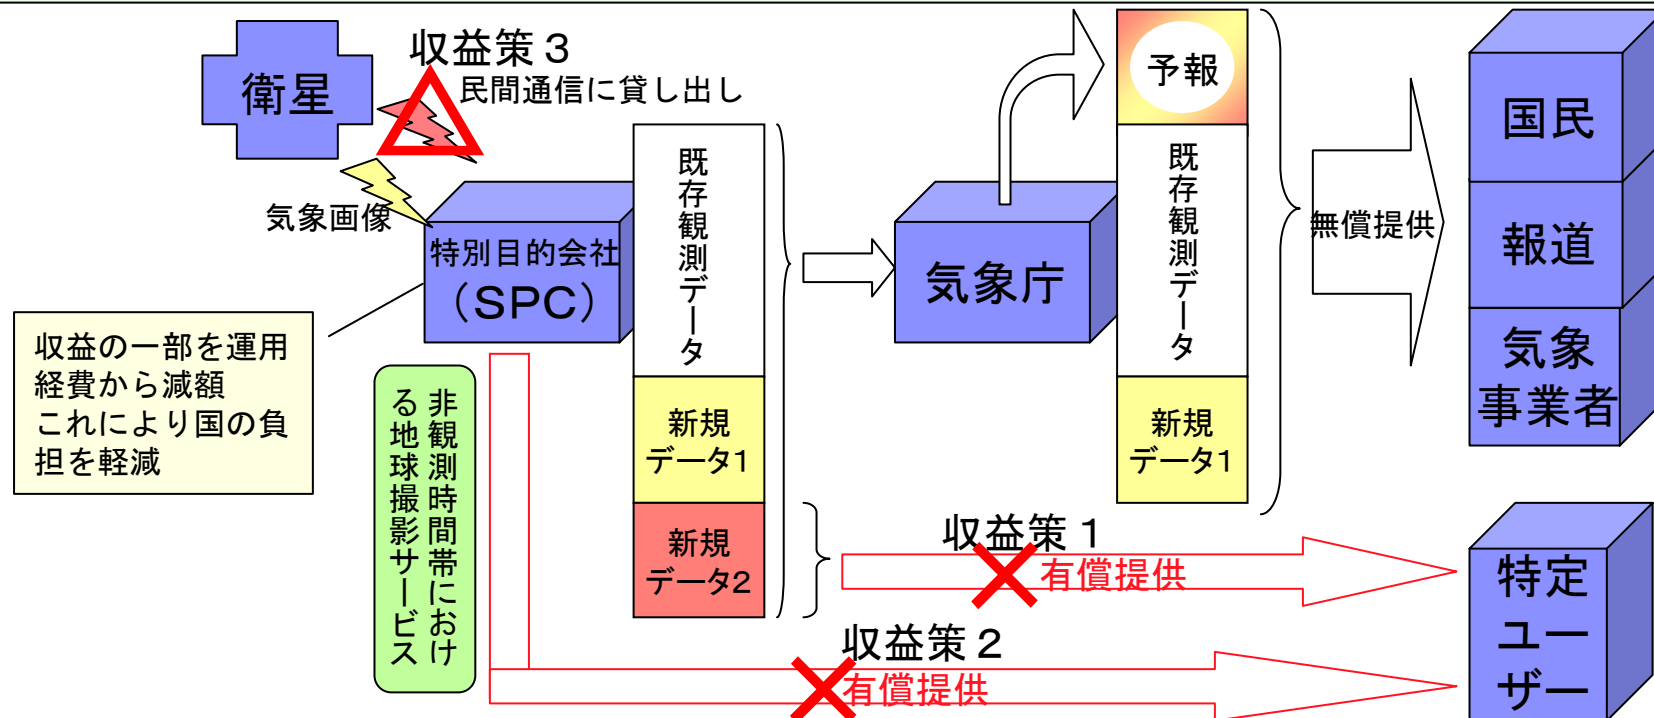 収益策３
衛星
民間通信に貸し出し
気象画像
特別目的会社
（SPC）
収益の一部を運用
経費から減額
これにより国の負
担を軽減
非観測時間帯におけ
る地球撮影サービス
既存観測データ
新規
データ1
新規
データ2
気象庁
予報
既存観測データ
新規
データ1
無償提供
国民
報道
気象
事業者
収益策１
有償提供
収益策２
有償提供
特定
ユー
ザー